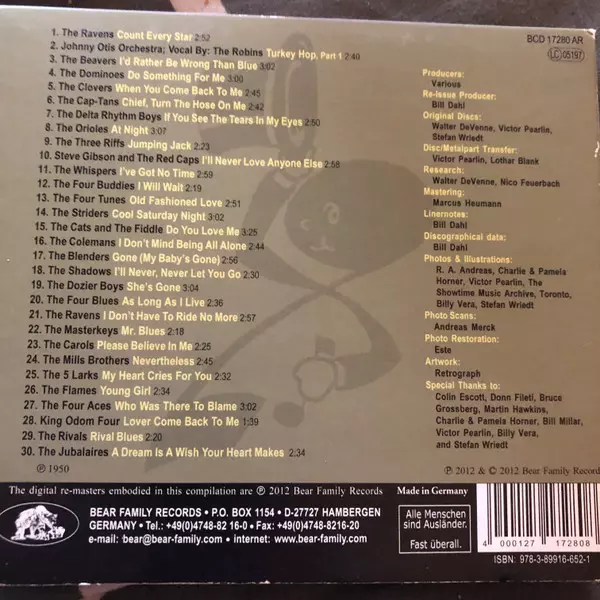 1. The Ravens Count Every Star 2:52
2. Johnny Otis Orchestra; Vocal By: The Robins Turkey Hop, Part 1 2:40
3. The Beavers I'd Rather Be Wrong Than Blue 3:02
4. The Dominoes Do Something For Me 3:00
5. The Clovers When You Come Back To Me 2:45
6. The Cap-Tans Chief, Turn The Hose On Me 2:42
7. The Delta Rhythm Boys If You See The Tears In My Eyes 2:50
8. The Orioles At Night 3:07
9. The Three Riffs Jumping Jack 2:23
10. Steve Gibson and The Red Caps I'll Never Love Anyone Else 2:58
11. The Whispers I've Got No Time 2:59
12. The Four Buddies I Will Wait 2:19
13. The Four Tunes Old Fashioned Love 2:51
14. The Striders Cool Saturday Night 3:02
15. The Cats and The Fiddle Do You Love Me 3:25
16. The Colemans I Don't Mind Being All Alone 2:44
17. The Blenders Gone (My Baby's Gone) 2:56
18. The Shadows I'll Never, Never Let You Go 2:30
19. The Dozier Boys She's Gone 3:04
20. The Four Blues As Long As I Live 2:36
21. The Ravens I Don't Have To Ride No More 2:57
22. The Masterkeys Mr. Blues 2:18
23. The Carols Please Believe In Me 2:25
24. The Mills Brothers Nevertheless 2:45
25. The 5 Larks My Heart Cries For You 2:32
26. The Flames Young Girl 2:34
27. The Four Aces Who Was There To Blame 3:02
28. King Odom Four Lover Come Back To Me 1:39
29. The Rivals Rival Blues 2:20
30. The Jubalaires A Dream Is A Wish Your Heart Makes 2:34
℗ 1950
BCD 17280 AR
LC 05197
Producers:
Various
Re-issue Producer:
Bill Dahl
Original Discs:
Walter DeVenne, Victor Pearlin,
Stefan Wriedt
Disc/Metalpart Transfer:
Victor Pearlin, Lothar Blank
Research:
Walter DeVenne, Nico Feuerbach
Mastering:
Marcus Heumann
Linernotes:
Bill Dahl
Discographical data:
Bill Dahl
Photos & Illustrations:
R. A. Andreas, Charlie & Pamela
Horner, Victor Pearlin, The
Showtime Music Archive, Toronto,
Billy Vera, Stefan Wriedt
Photo Scans:
Andreas Merck
Photo Restoration:
Este
Artwork:
Retrograph
Special Thanks to:
Colin Escott, Donn Fileti, Bruce
Grossberg, Martin Hawkins,
Charlie & Pamela Horner, Bill Millar,
Victor Pearlin, Billy Vera,
and Stefan Wriedt
℗ 2012 & © 2012 Bear Family Records
The digital re-masters embodied in this compilation are ℗ 2012 Bear Family Records
Made in Germany
BEAR FAMILY RECORDS • P.O. BOX 1154 • D-27727 HAMBERGEN
GERMANY • Tel.: +49(0)4748-82 16-0 • Fax: +49(0)4748-8216-20
e-mail: bear@bear-family.com • internet: www.bear-family.com
Alle Menschen
sind Ausländer.
Fast überall.
4 000127 172808
ISBN: 978-3-89916-652-1